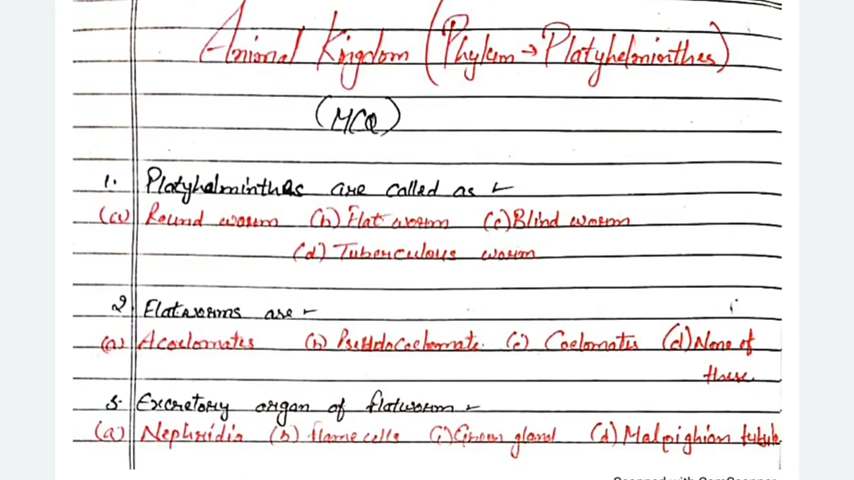 Animal Kingdom (Phylum → Platyhelminthes)
(MCQ)
1. Platyhelminthes are called as :-
(a) Round worm (b) Flat worm (c) Blind worm
(d) Tuberculous worm
2. Flatworms are :-
(a) Acoelomates (b) Pseudocoelomate. (c) Coelomates (d) None of
these.
3. Excretory organ of flatworm :-
(a) Nephridia (b) flame cells (c) Green gland (d) Malpighian tubule